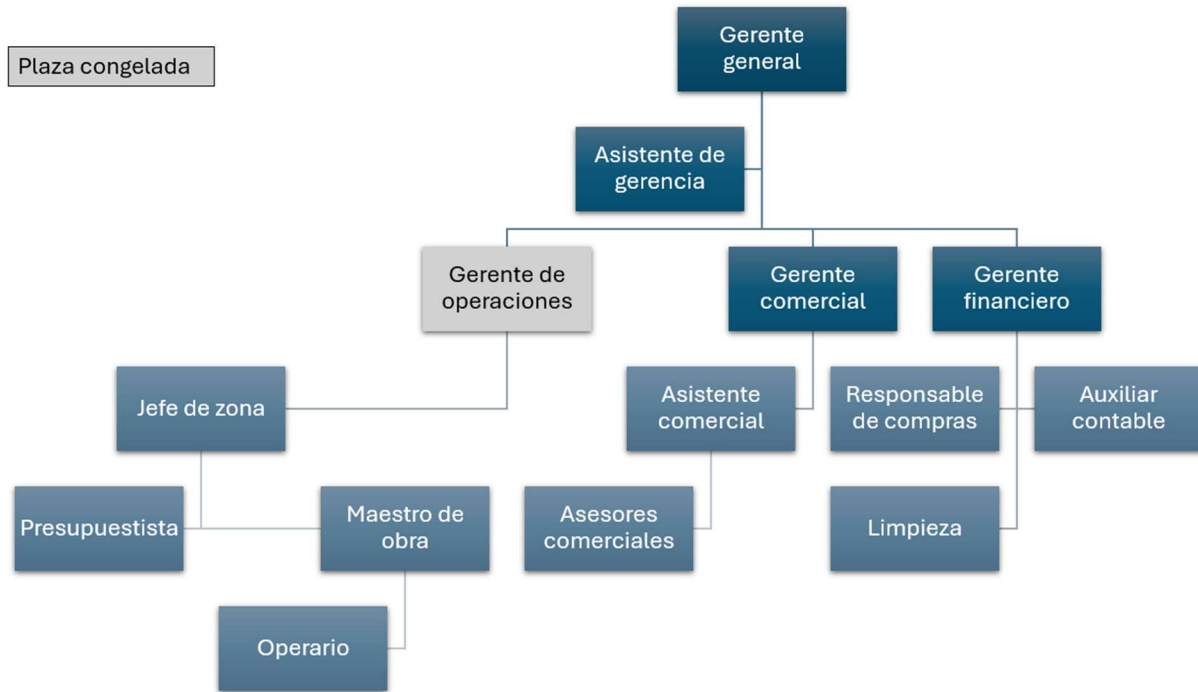 Gerente
general
Plaza congelada
Asistente de
gerencia
Gerente de
operaciones
Gerente
comercial
Gerente
financiero
Jefe de zona
Asistente
comercial
Responsable
de compras
Auxiliar
contable
Presupuestista
Maestro de
obra
Asesores
comerciales
Limpieza
Operario